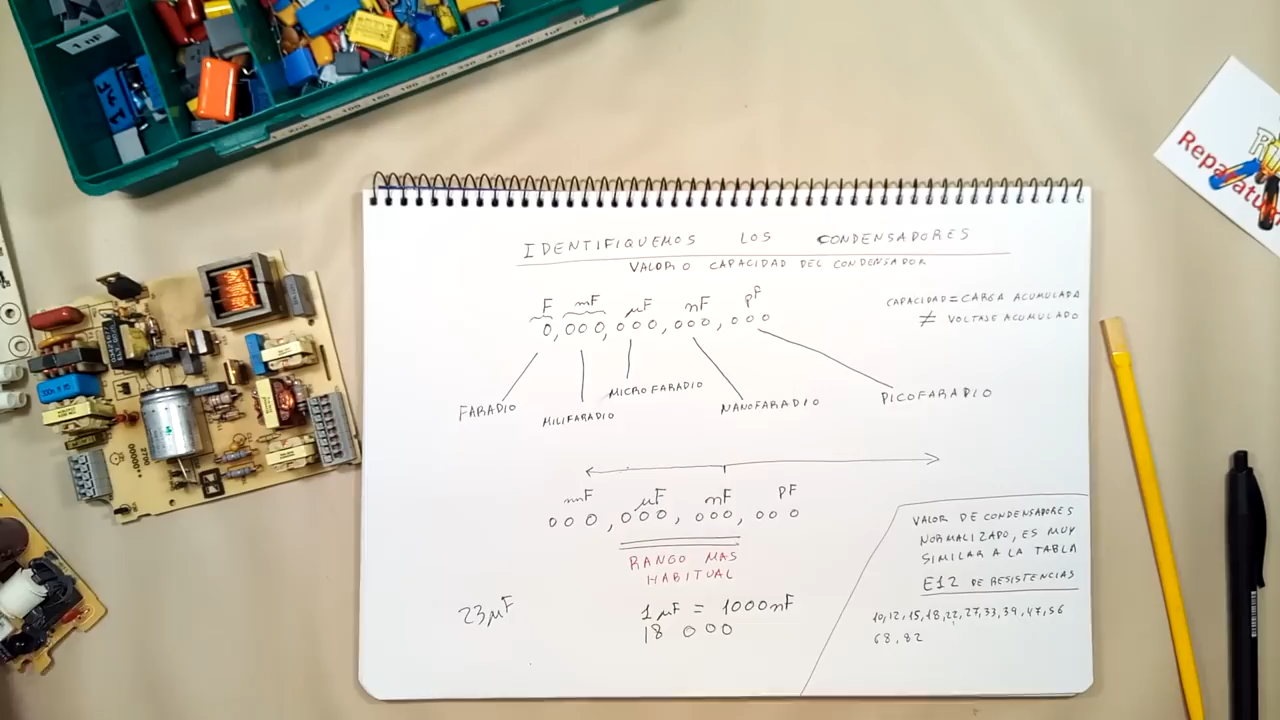 1 nF
IDENTIFIQUEMOS LOS CONDENSADORES
VALOR O CAPACIDAD DEL CONDENSADOR
F mF µF nF pF
0,000,000,000,000
CAPACIDAD = CARGA ACUMULADA
≠ VOLTAJE ACUMULADO
FARADIO
MILIFARADIO
MICROFARADIO
NANOFARADIO
PICOFARADIO
mF µF nF pF
000,000,000,000
RANGO MAS
HABITUAL
23µF
1µF = 1000nF
18 000
VALOR DE CONDENSADORES
NORMALIZADO, ES MUY
SIMILAR A LA TABLA
E12 DE RESISTENCIAS
10,12,15,18,22,27,33,39,47,56
68,82
2700